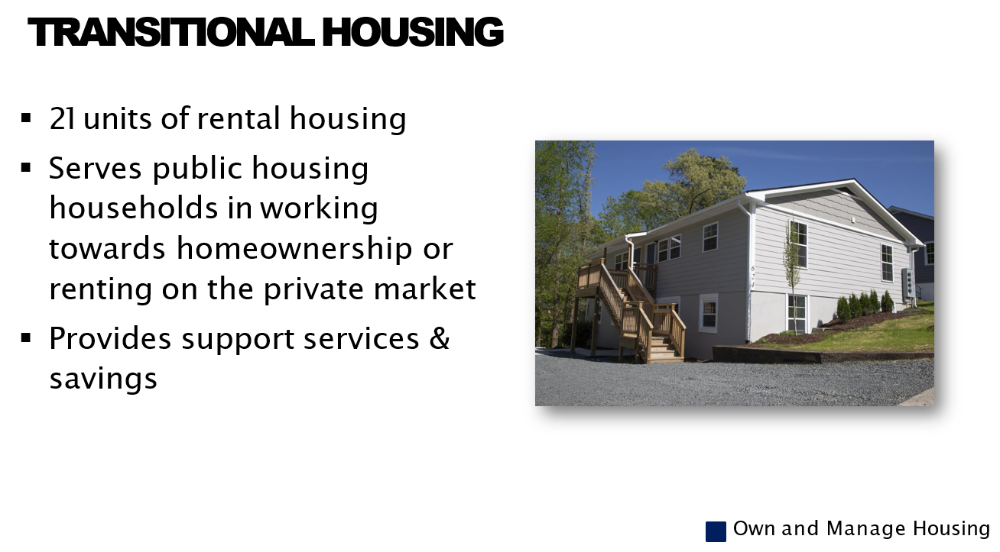 TRANSITIONAL HOUSING
▪ 21 units of rental housing
▪ Serves public housing
households in working
towards homeownership or
renting on the private market
▪ Provides support services &
savings
624
Own and Manage Housing